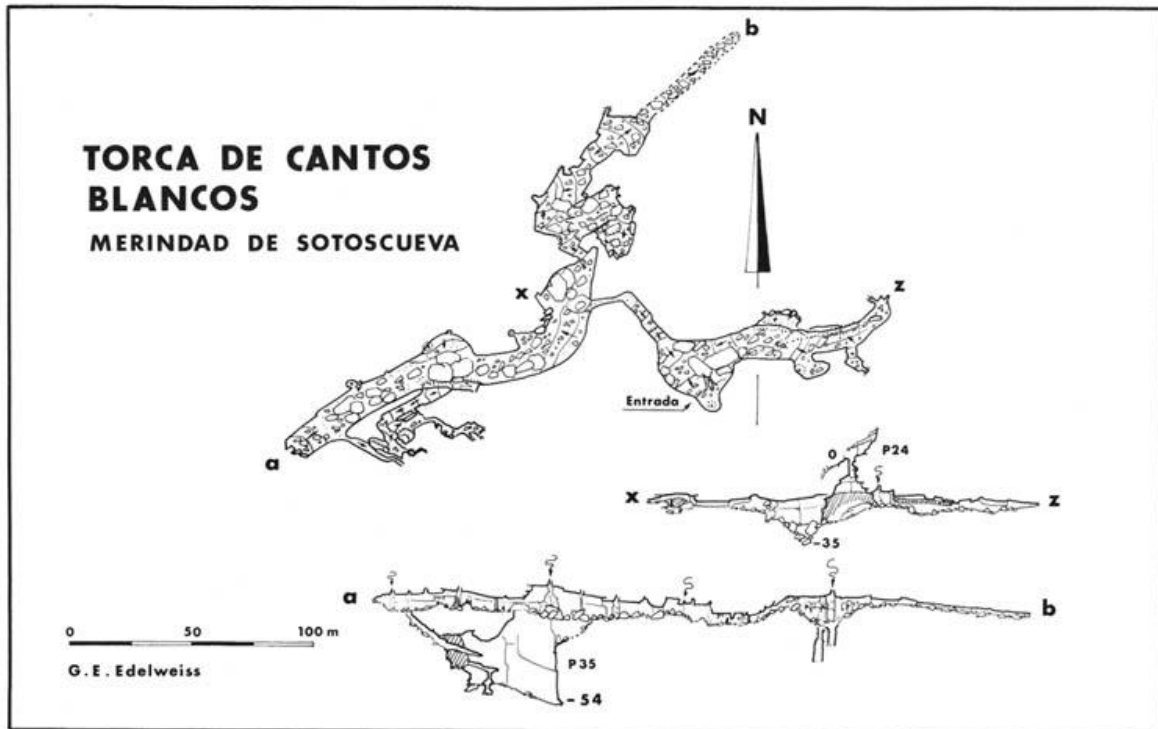 b
N
TORCA DE CANTOS
BLANCOS
MERINDAD DE SOTOSCUEVA
x
z
Entrada
a
0
P24
x
z
-35
a
b
0 50 100 m
P35
G.E. Edelweiss
-54